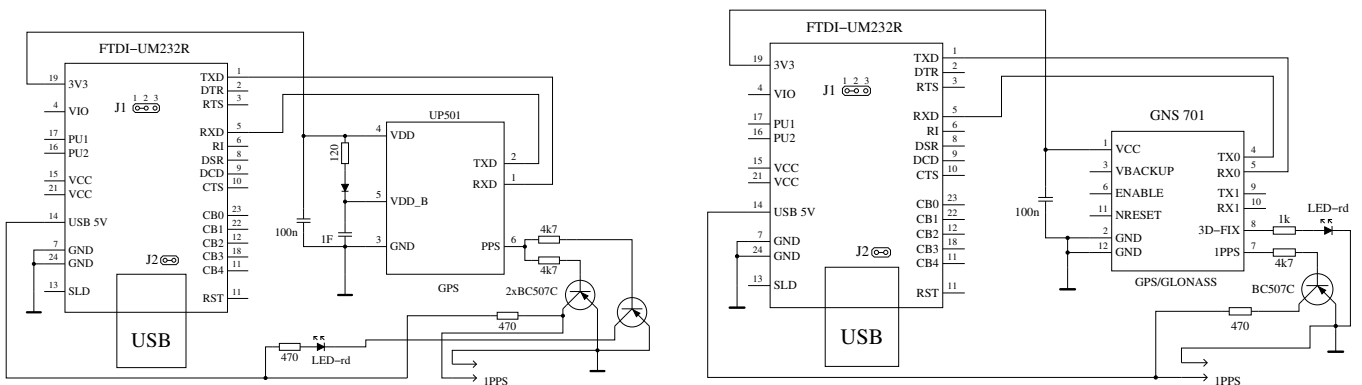 FTDI−UM232R
19
3V3
4
VIO
17
PU1
16
PU2
15
VCC
21
VCC
14
USB 5V
7
GND
24
GND
13
SLD
J1
1 2 3
J2
TXD
1
DTR
2
RTS
3
RXD
5
RI
6
DSR
8
DCD
9
CTS
10
CB0
23
CB1
22
CB2
12
CB3
18
CB4
11
RST
11
USB
UP501
4
VDD
5
VDD_B
3
GND
TXD
2
RXD
1
PPS
6
GPS
120
100n
1F
4k7
4k7
2xBC507C
470
470
LED−rd
1PPS
FTDI−UM232R
19
3V3
4
VIO
17
PU1
16
PU2
15
VCC
21
VCC
14
USB 5V
7
GND
24
GND
13
SLD
J1
1 2 3
J2
TXD
1
DTR
2
RTS
3
RXD
5
RI
6
DSR
8
DCD
9
CTS
10
CB0
23
CB1
22
CB2
12
CB3
18
CB4
11
RST
11
USB
GNS 701
1
VCC
3
VBACKUP
6
ENABLE
11
NRESET
2
GND
12
GND
TX0
4
RX0
5
TX1
9
RX1
10
3D−FIX
8
1PPS
7
GPS/GLONASS
100n
1k
LED−rd
4k7
BC507C
470
1PPS